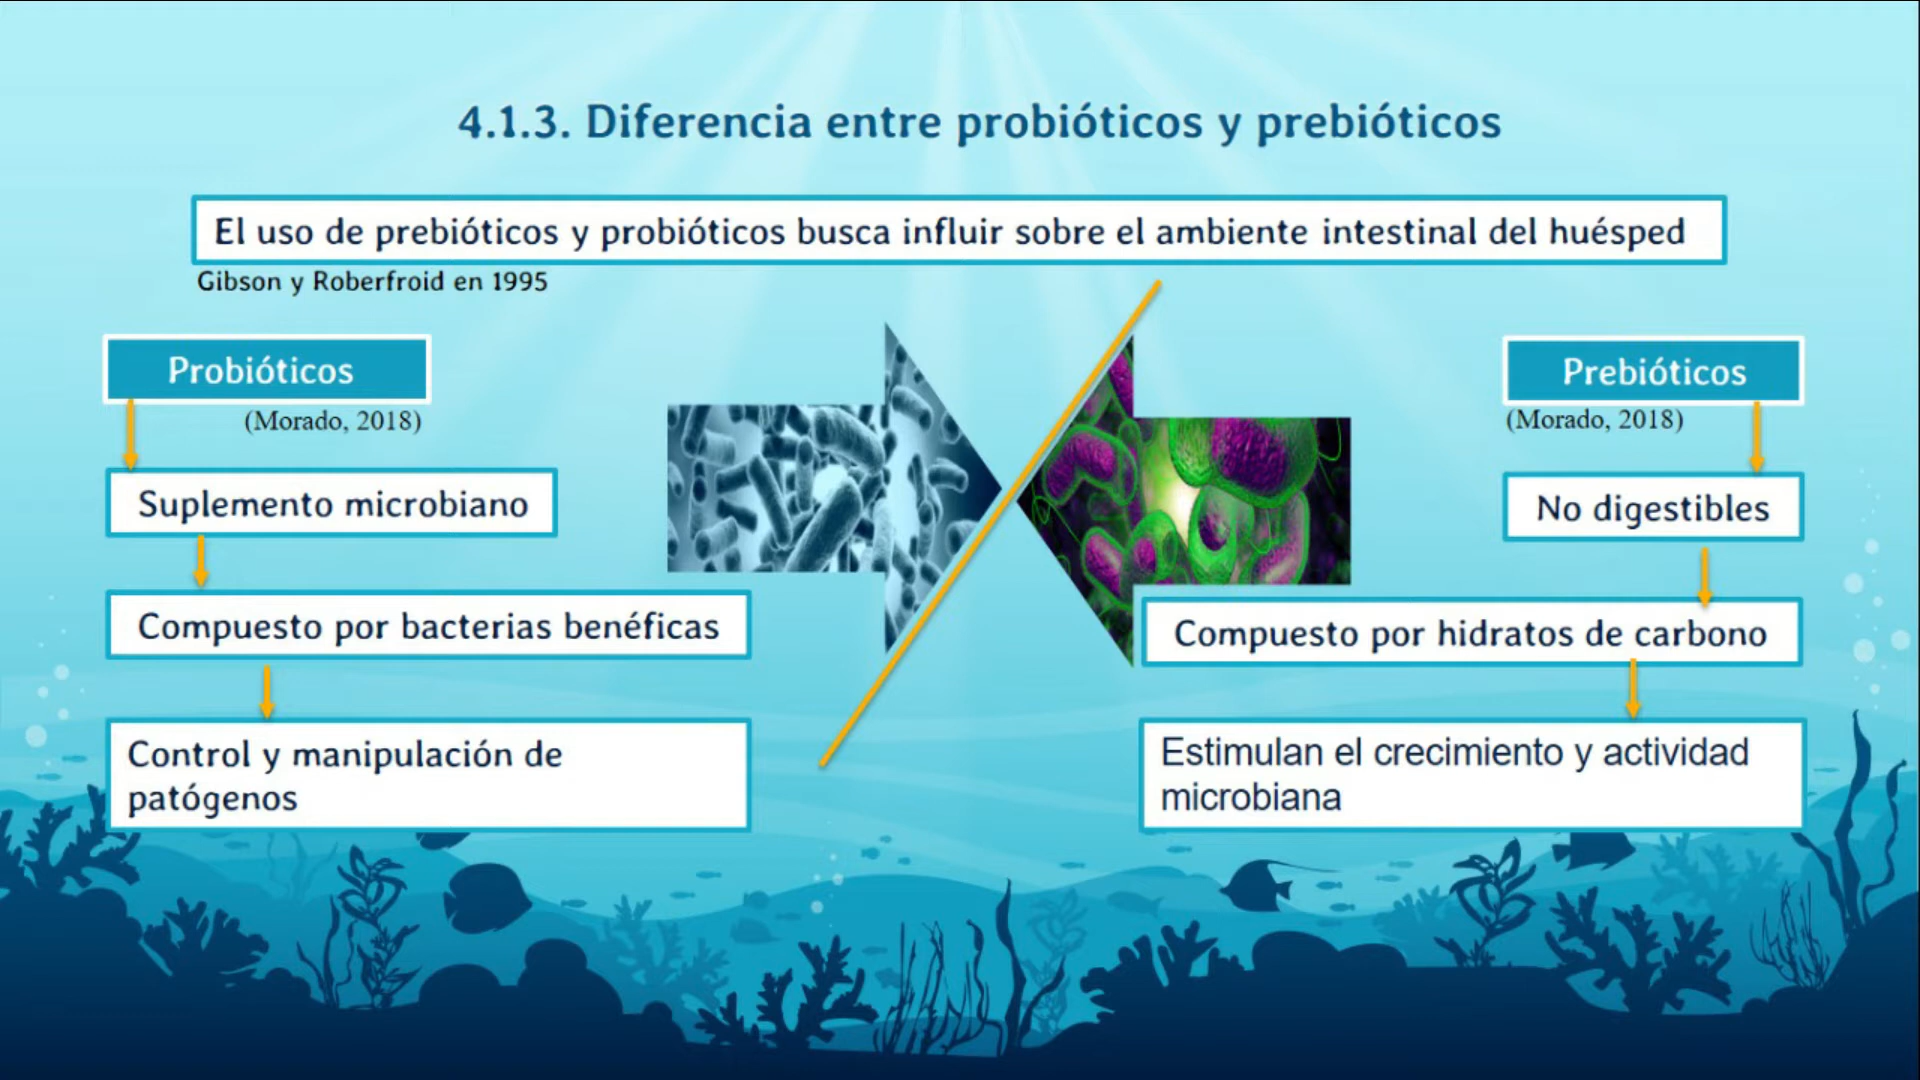 4.1.3. Diferencia entre probióticos y prebióticos
El uso de prebióticos y probióticos busca influir sobre el ambiente intestinal del huésped
Gibson y Roberfroid en 1995
Probióticos
(Morado, 2018)
Suplemento microbiano
Compuesto por bacterias benéficas
Control y manipulación de
patógenos
Prebióticos
(Morado, 2018)
No digestibles
Compuesto por hidratos de carbono
Estimulan el crecimiento y actividad
microbiana